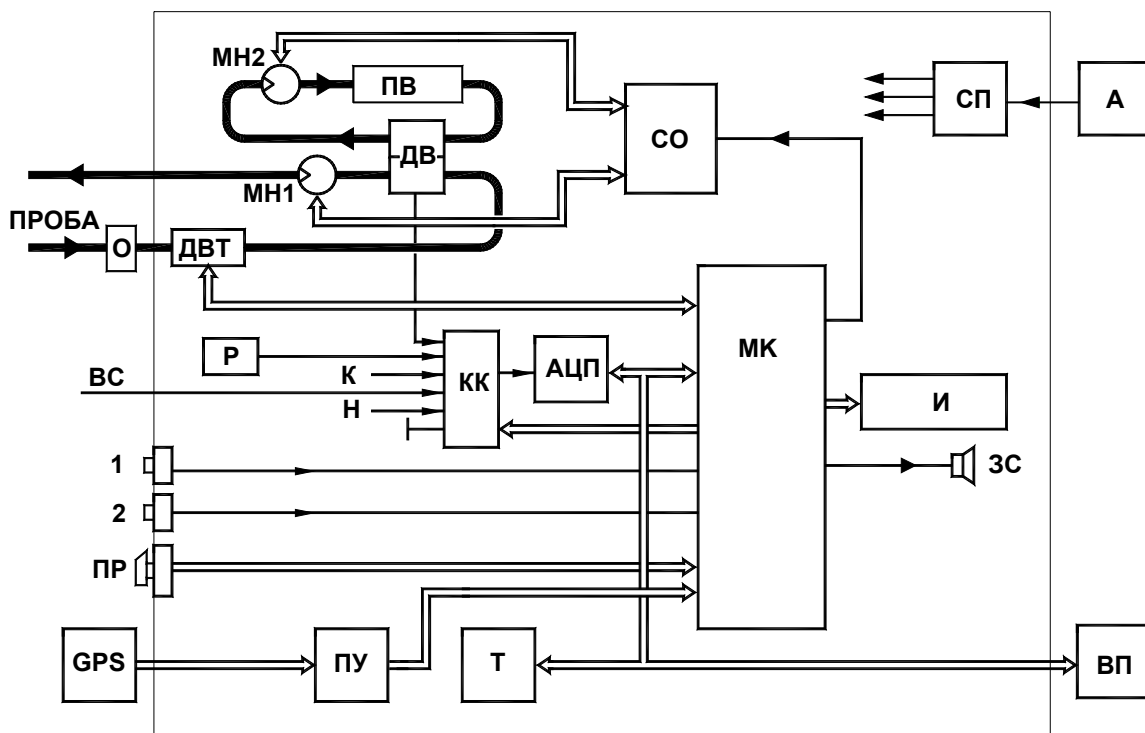 МН2
ПВ
СП
А
СО
ДВ
МН1
ПРОБА
О
ДВТ
МК
Р
КК
АЦП
К
ВС
И
Н
1
ЗС
2
ПР
GPS
ПУ
Т
ВП